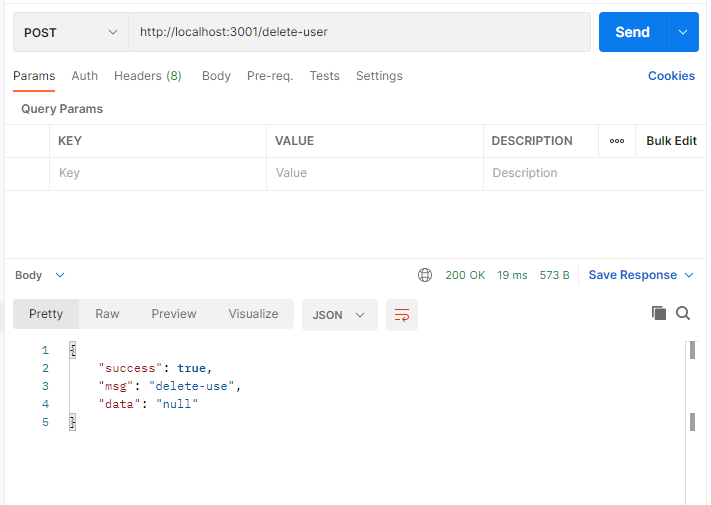 POST http://localhost:3001/delete-user Send
Params Auth Headers (8) Body Pre-req. Tests Settings Cookies
Query Params
KEY VALUE DESCRIPTION ooo Bulk Edit
Key Value Description
Body 200 OK 19 ms 573 B Save Response
Pretty Raw Preview Visualize JSON
1 {
2 "success": true,
3 "msg": "delete-use",
4 "data": "null"
5 }